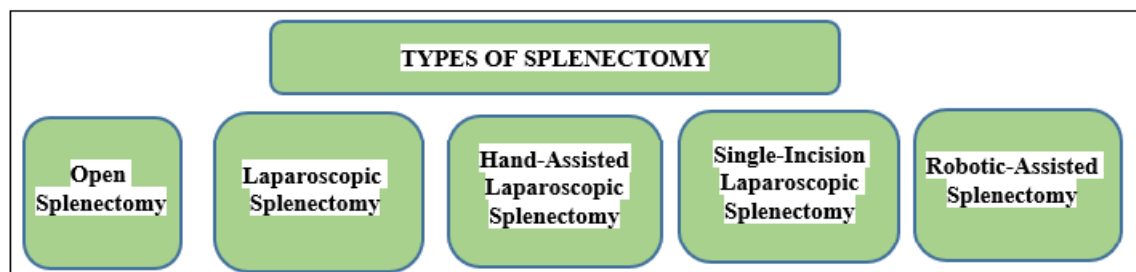 TYPES OF SPLENECTOMY
Open
Splenectomy
Laparoscopic
Splenectomy
Hand-Assisted
Laparoscopic
Splenectomy
Single-Incision
Laparoscopic
Splenectomy
Robotic-Assisted
Splenectomy